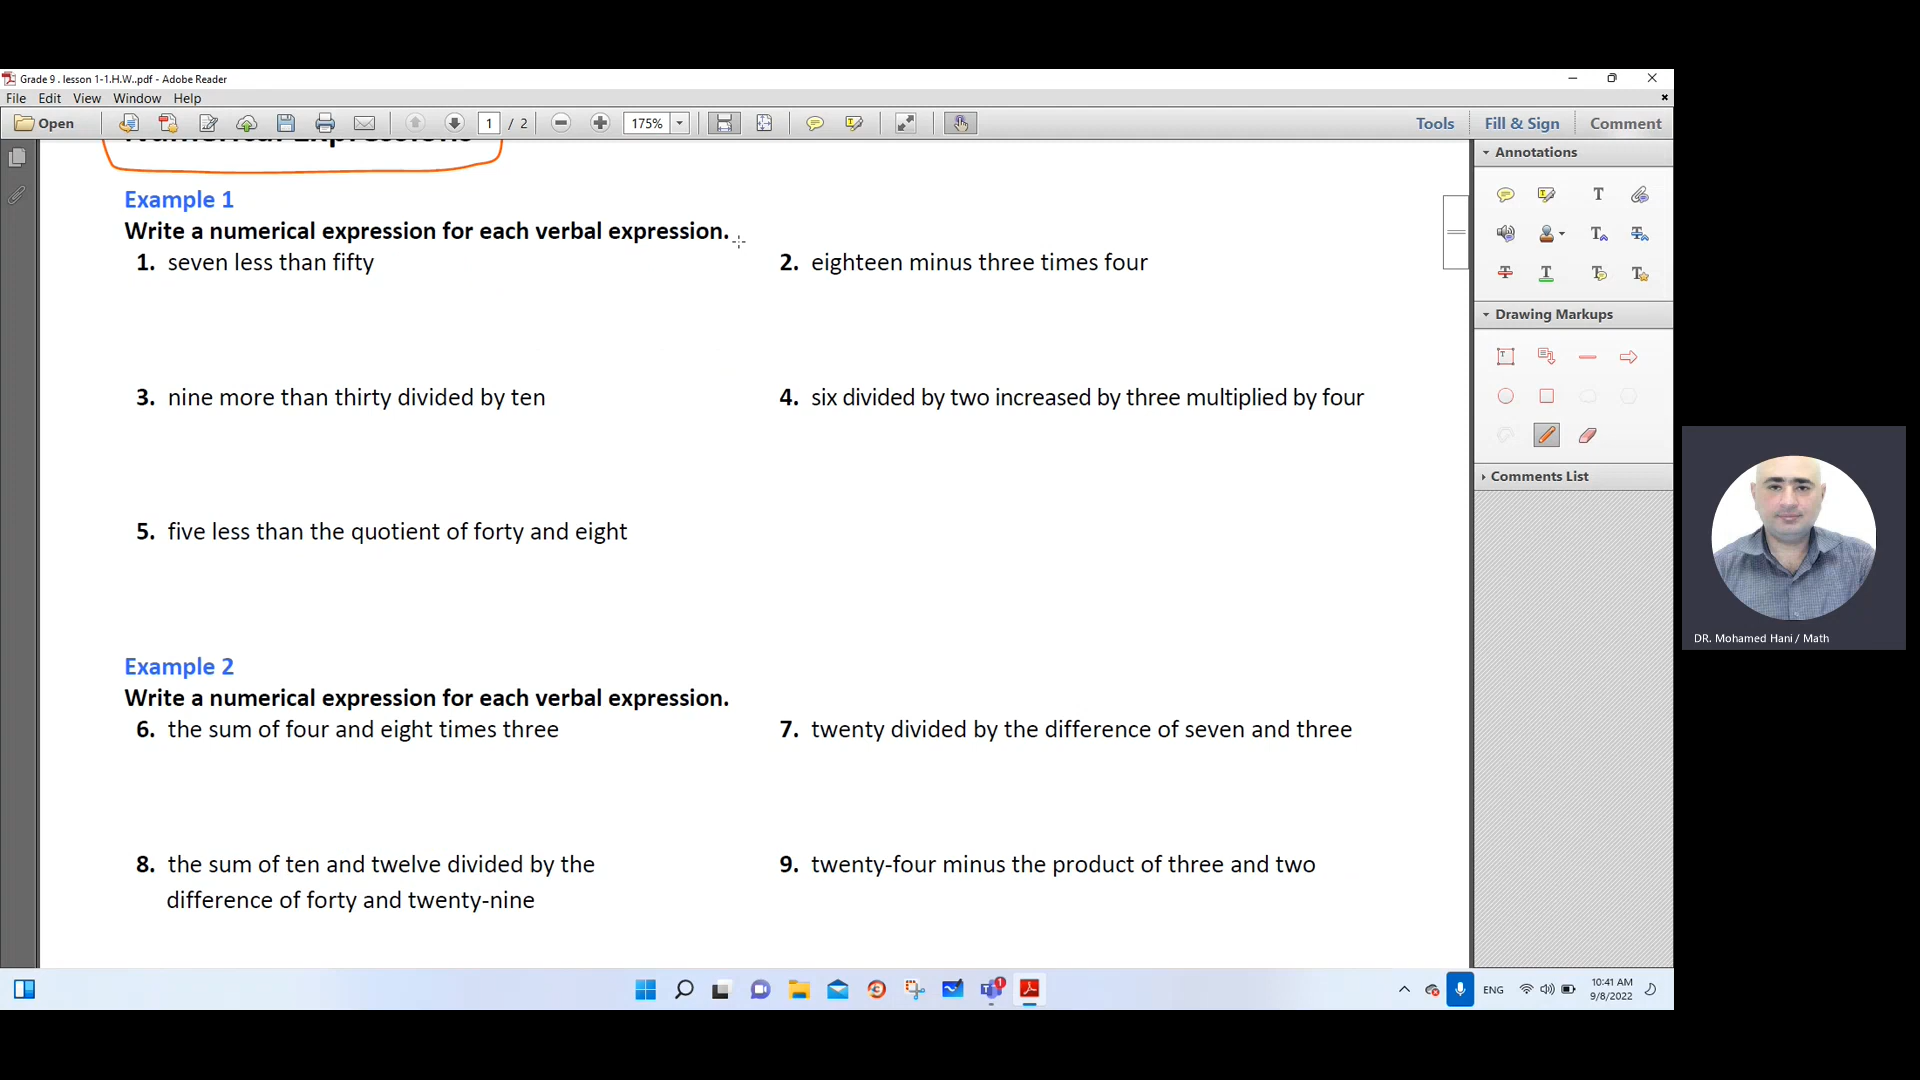 Grade 9 . lesson 1-1.H.W..pdf - Adobe Reader
File Edit View Window Help
Open 1 / 2 175% Tools Fill & Sign Comment
Numerical Expressions
Annotations
Example 1
Write a numerical expression for each verbal expression.
1. seven less than fifty
2. eighteen minus three times four
Drawing Markups
3. nine more than thirty divided by ten
4. six divided by two increased by three multiplied by four
Comments List
5. five less than the quotient of forty and eight
DR. Mohamed Hani / Math
Example 2
Write a numerical expression for each verbal expression.
6. the sum of four and eight times three
7. twenty divided by the difference of seven and three
8. the sum of ten and twelve divided by the
difference of forty and twenty-nine
9. twenty-four minus the product of three and two
ENG
10:41 AM
9/8/2022